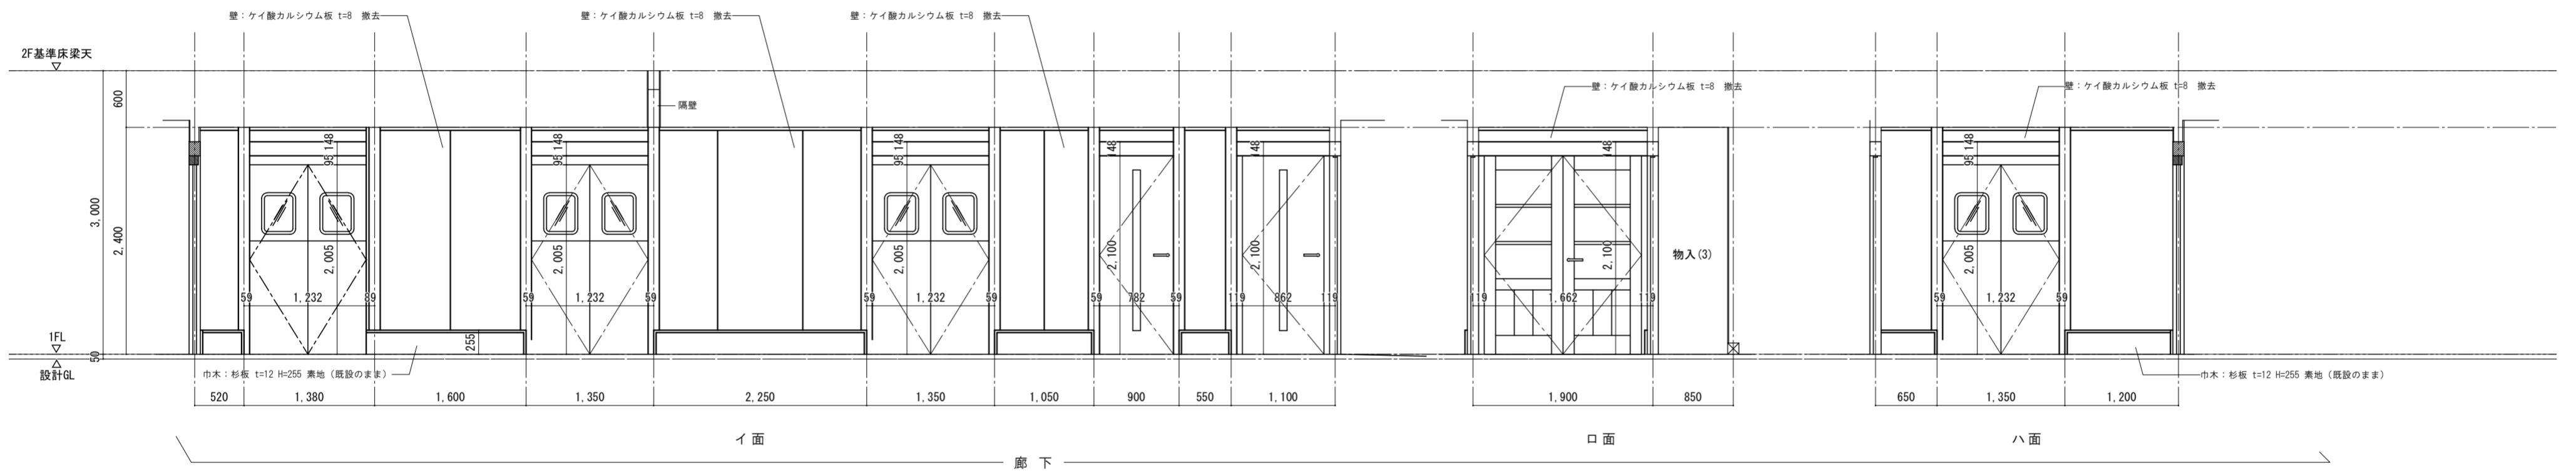 壁：ケイ酸カルシウム板 t=8　撤去
壁：ケイ酸カルシウム板 t=8　撤去
壁：ケイ酸カルシウム板 t=8　撤去
2F基準床梁天
壁：ケイ酸カルシウム板 t=8　撤去
壁：ケイ酸カルシウム板 t=8　撤去
600
隔壁
3,000
2,400
95 148
95 148
95 148
148
148
148
95 148
2,005
2,005
2,005
2,100
2,100
2,100
物入(3)
2,005
59 1,232 89
59 1,232 59
59 1,232 59
59 782 59
119 862 119
119 1,662 119
59 1,232 59
255
1FL
50
設計GL
巾木：杉板 t=12 H=255 素地（既設のまま）
巾木：杉板 t=12 H=255 素地（既設のまま）
520 1,380 1,600 1,350 2,250 1,350 1,050 900 550 1,100
1,900 850
650 1,350 1,200
イ 面
ロ 面
ハ 面
廊 下